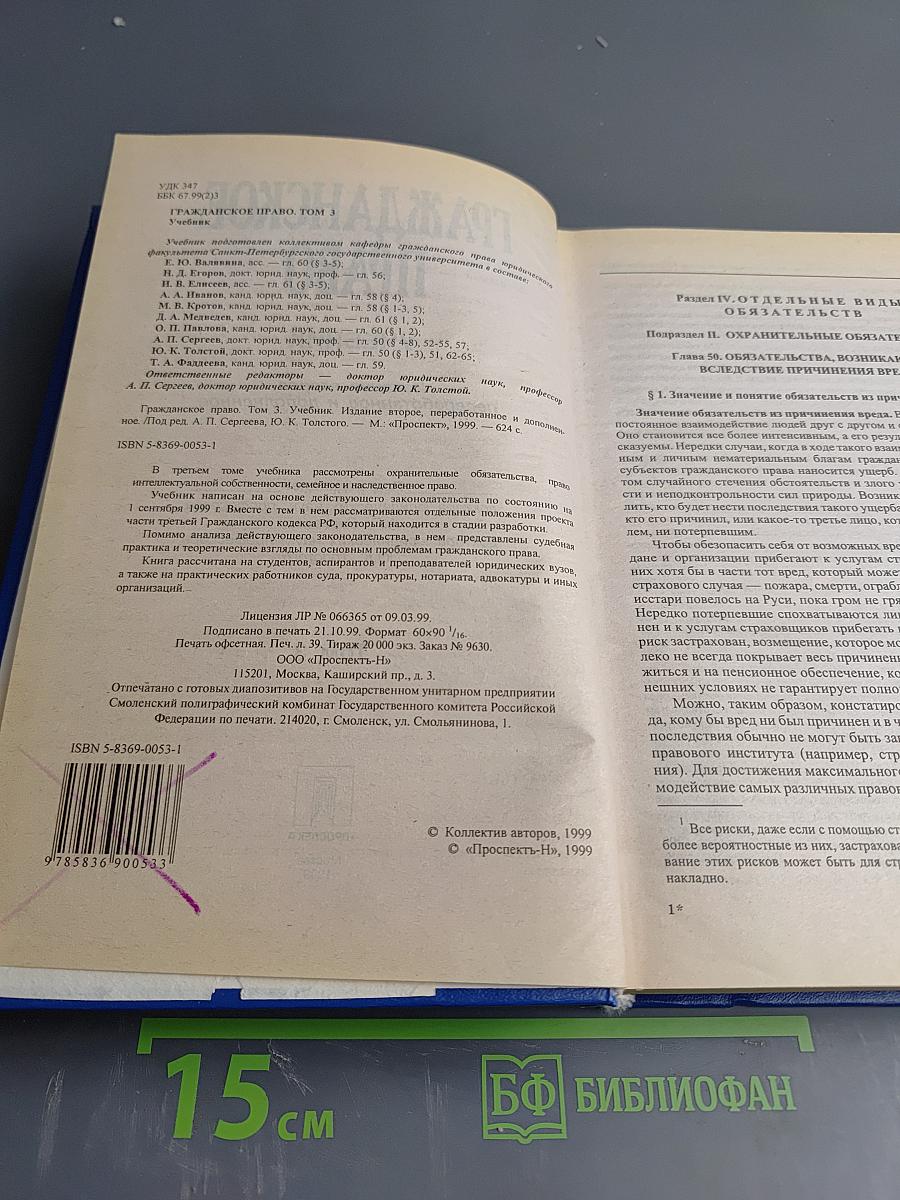 УДК 347
ББК 67.99(2)3
ГРАЖДАНСКОЕ ПРАВО. ТОМ 3
Учебник
Учебник подготовлен коллективом кафедры гражданского права юридического
факультета Санкт-Петербургского государственного университета в составе:
Е. Ю. Валявина, асс. — гл. 60 (§ 3-5);
Н. Д. Егоров, докт. юрид. наук, проф. — гл. 56;
И. В. Елисеев, асс. — гл. 61 (§ 3-5);
А. А. Иванов, канд. юрид. наук, доц. — гл. 58 (§ 4);
М. В. Кротов, канд. юрид. наук, доц. — гл. 58 (§ 1-3, 5);
Д. А. Медведев, канд. юрид. наук, доц. — гл. 61 (§ 1, 2);
О. П. Павлова, канд. юрид. наук, доц. — гл. 60 (§ 1, 2);
А. П. Сергеев, докт. юрид. наук, проф. — гл. 50 (§ 4-8), 52-55, 57;
Ю. К. Толстой, докт. юрид. наук, проф. — гл. 50 (§ 1-3), 51, 62-65;
Т. А. Фаддеева, канд. юрид. наук, доц. — гл. 59.
Ответственные редакторы — доктор юридических наук, профессор
А. П. Сергеев, доктор юридических наук, профессор Ю. К. Толстой.
Гражданское право. Том 3. Учебник. Издание второе, переработанное и дополнен-
ное. /Под ред. А. П. Сергеева, Ю. К. Толстого. — М.: «Проспект», 1999. — 624 с.
ISBN 5-8369-0053-1
В третьем томе учебника рассмотрены охранительные обязательства, право
интеллектуальной собственности, семейное и наследственное право.
Учебник написан на основе действующего законодательства по состоянию на
1 сентября 1999 г. Вместе с тем в нем рассматриваются отдельные положения проекта
части третьей Гражданского кодекса РФ, который находится в стадии разработки.
Помимо анализа действующего законодательства, в нем представлены судебная
практика и теоретические взгляды по основным проблемам гражданского права.
Книга рассчитана на студентов, аспирантов и преподавателей юридических вузов,
а также на практических работников суда, прокуратуры, нотариата, адвокатуры и иных
организаций.
Лицензия ЛР № 066365 от 09.03.99.
Подписано в печать 21.10.99. Формат 60×90 1/16.
Печать офсетная. Печ. л. 39. Тираж 20 000 экз. Заказ № 9630.
ООО «Проспектъ-Н»
115201, Москва, Каширский пр., д. 3.
Отпечатано с готовых диапозитивов на Государственном унитарном предприятии
Смоленский полиграфический комбинат Государственного комитета Российской
Федерации по печати. 214020, г. Смоленск, ул. Смольянинова, 1.
ISBN 5-8369-0053-1
9 785836 900533
© Коллектив авторов, 1999
© «Проспектъ-Н», 1999
Раздел IV. ОТДЕЛЬНЫЕ ВИДЫ
ОБЯЗАТЕЛЬСТВ
Подраздел II. ОХРАНИТЕЛЬНЫЕ ОБЯЗАТЕ
Глава 50. ОБЯЗАТЕЛЬСТВА, ВОЗНИКАЮ
ВСЛЕДСТВИЕ ПРИЧИНЕНИЯ ВРЕ
§ 1. Значение и понятие обязательств из прич
Значение обязательств из причинения вреда. В
постоянное взаимодействие людей друг с другом и с
Оно становится все более интенсивным, а его резул
сказуемы. Нередки случаи, когда в ходе такого взаим
ным и личным нематериальным благам граждан
субъектов гражданского права наносится ущерб.
том случайного стечения обстоятельств и злого у
сти и неподконтрольности сил природы. Возник
лить, кто будет нести последствия такого ущерба
кто его причинил, или какое-то третье лицо, кот
лем, ни потерпевшим.
Чтобы обезопасить себя от возможных вре
дане и организации прибегают к услугам ст
них хотя бы в части тот вред, который может
страхового случая — пожара, смерти, ограбл
исстари повелось на Руси, пока гром не гря
Нередко потерпевшие спохватываются ли
нен и к услугам страховщиков прибегать п
риск застрахован, возмещение, которое мо
леко не всегда покрывает весь причиненн
житься и на пенсионное обеспечение, ко
нешних условиях не гарантирует полно
Можно, таким образом, констатиро
да, кому бы вред ни был причинен и в ч
последствия обычно не могут быть заг
правового института (например, стр
ния). Для достижения максимального
модействие самых различных правов
1 Все риски, даже если с помощью ст
более вероятностные из них, застрахова
вание этих рисков может быть для стр
накладно.
1*
15 см
БФ БИБЛИОФАН